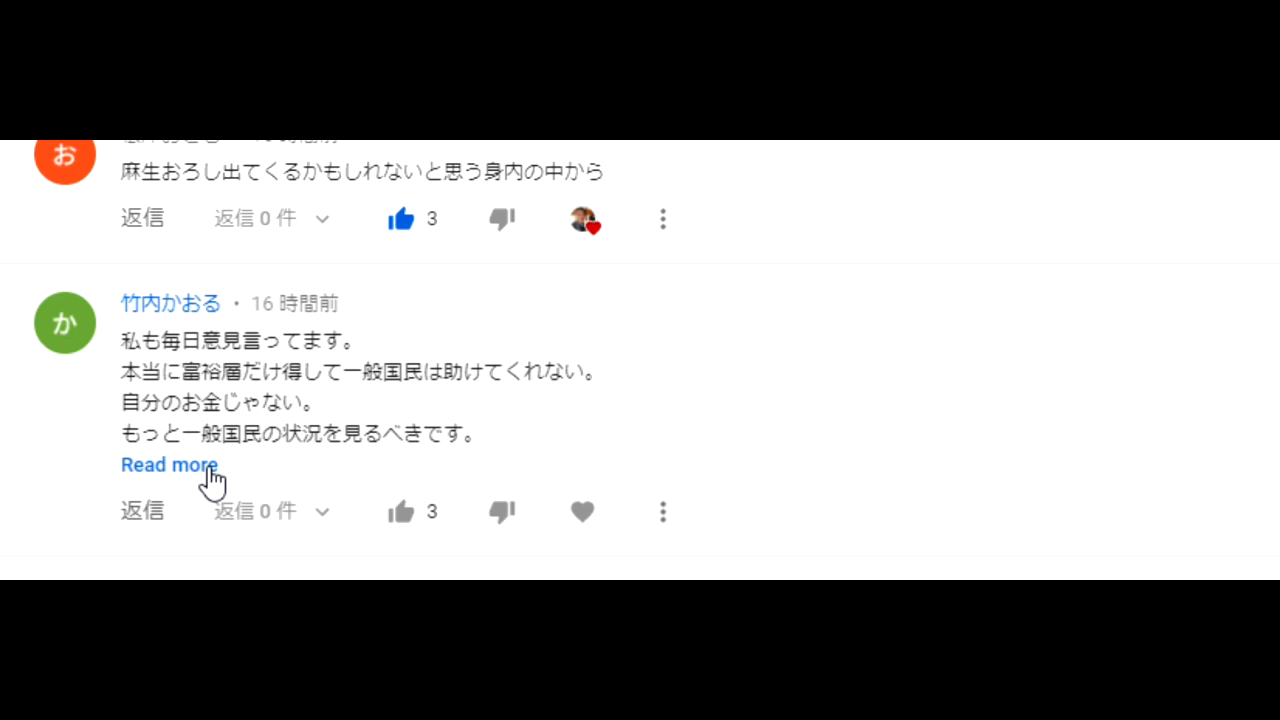 お
麻生おろし出てくるかもしれないと思う身内の中から
返信 返信 0 件 3
か
竹内かおる • 16 時間前
私も毎日意見言ってます。
本当に富裕層だけ得して一般国民は助けてくれない。
自分のお金じゃない。
もっと一般国民の状況を見るべきです。
Read more
返信 返信 0 件 3